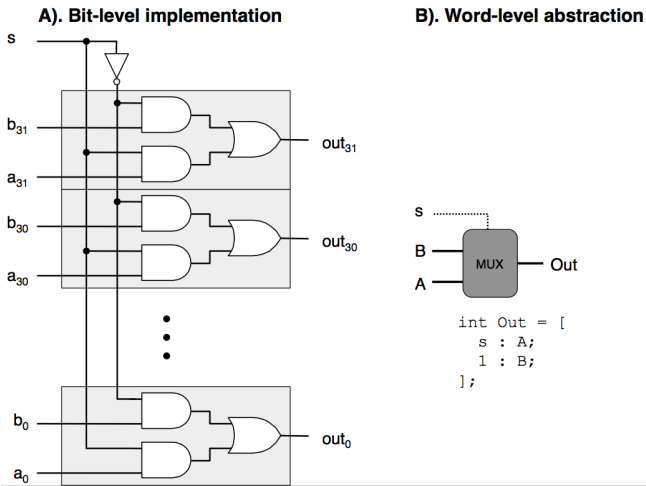 A). Bit-level implementation
s
b31
out31
a31
b30
out30
a30
b0
out0
a0
B). Word-level abstraction
s
B
MUX
Out
A
int Out = [
s : A;
1 : B;
];